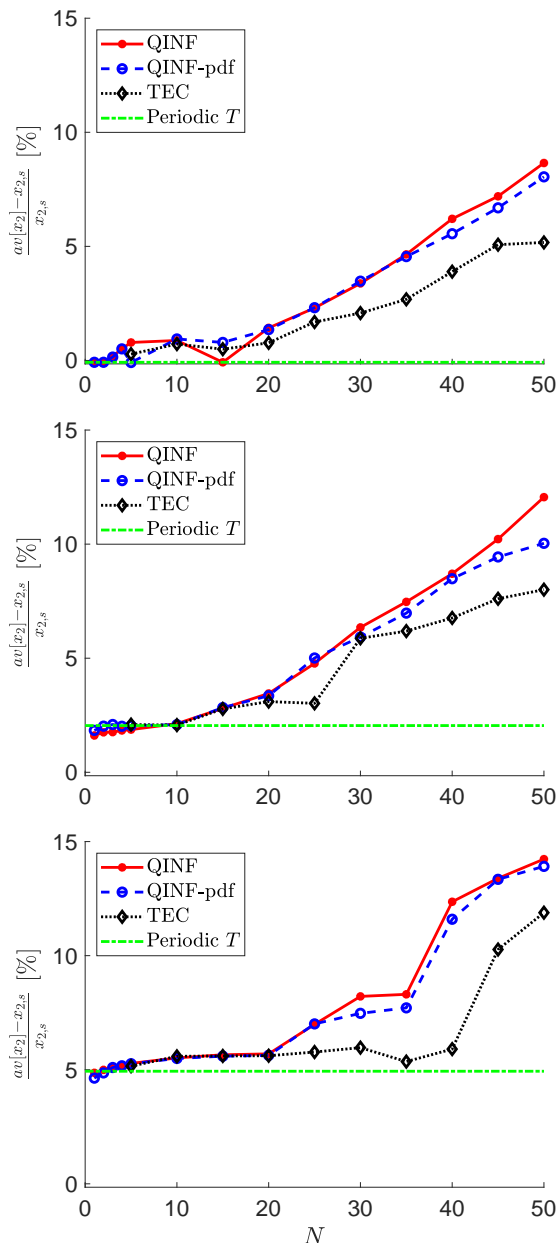 15
QINF
QINF-pdf
TEC
Periodic T
10
5
0
av[x₂]−x₂,ₛ / x₂,ₛ [%]
0 10 20 30 40 50
15
QINF
QINF-pdf
TEC
Periodic T
10
5
0
av[x₂]−x₂,ₛ / x₂,ₛ [%]
0 10 20 30 40 50
15
QINF
QINF-pdf
TEC
Periodic T
10
5
0
av[x₂]−x₂,ₛ / x₂,ₛ [%]
0 10 20 30 40 50
N